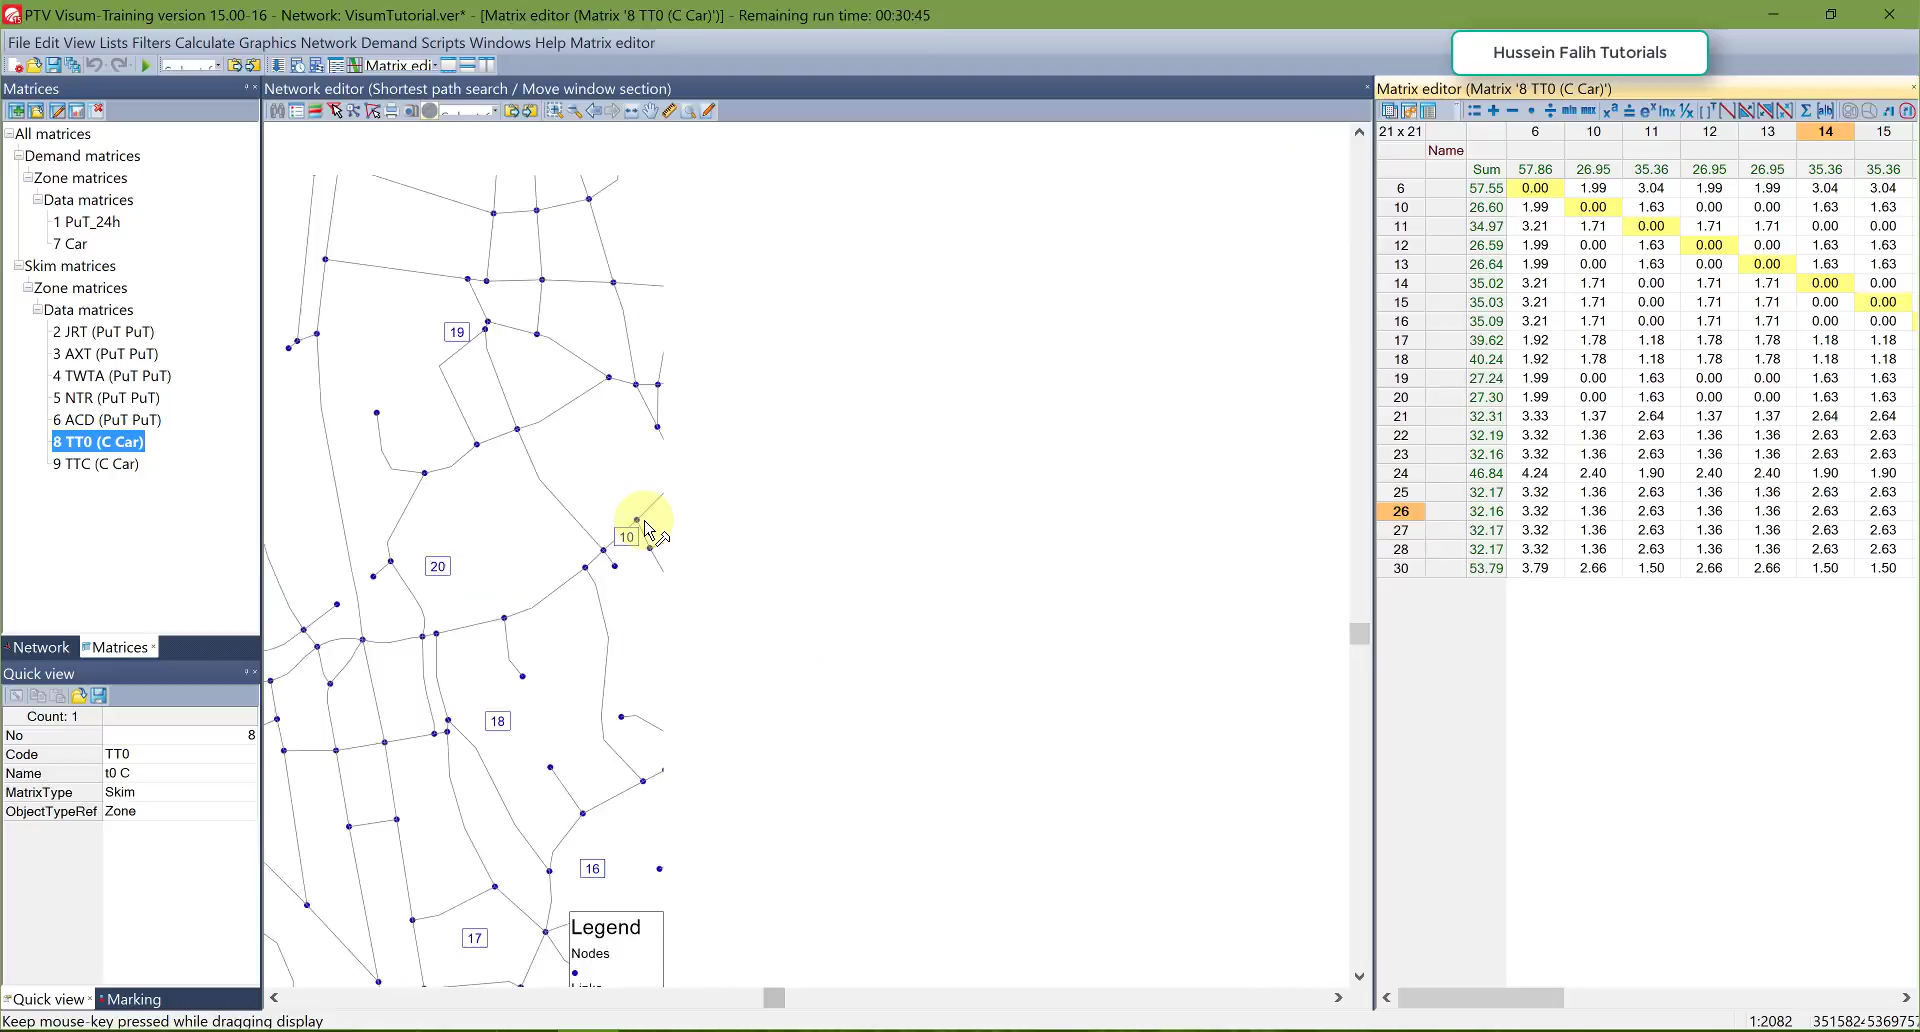 PTV Visum-Training version 15.00-16 - Network: VisumTutorial.ver* - [Matrix editor (Matrix '8 TT0 (C Car)')] - Remaining run time: 00:30:45
File Edit View Lists Filters Calculate Graphics Network Demand Scripts Windows Help Matrix editor
Hussein Falih Tutorials
Matrix edi
Matrices
Network editor (Shortest path search / Move window section)
Matrix editor (Matrix '8 TT0 (C Car)')
All matrices
Demand matrices
Zone matrices
Data matrices
1 PuT_24h
7 Car
Skim matrices
Zone matrices
Data matrices
2 JRT (PuT PuT)
3 AXT (PuT PuT)
4 TWTA (PuT PuT)
5 NTR (PuT PuT)
6 ACD (PuT PuT)
8 TT0 (C Car)
9 TTC (C Car)
Network Matrices
Quick view
Count: 1
No 8
Code TT0
Name t0 C
MatrixType Skim
ObjectTypeRef Zone
Quick view Marking
Keep mouse-key pressed while dragging display
19
10
20
18
16
17
Legend
Nodes
21 x 21 6 10 11 12 13 14 15
Name
Sum 57.86 26.95 35.36 26.95 26.95 35.36 35.36
6 57.55 0.00 1.99 3.04 1.99 1.99 3.04 3.04
10 26.60 1.99 0.00 1.63 0.00 0.00 1.63 1.63
11 34.97 3.21 1.71 0.00 1.71 1.71 0.00 0.00
12 26.59 1.99 0.00 1.63 0.00 0.00 1.63 1.63
13 26.64 1.99 0.00 1.63 0.00 0.00 1.63 1.63
14 35.02 3.21 1.71 0.00 1.71 1.71 0.00 0.00
15 35.03 3.21 1.71 0.00 1.71 1.71 0.00 0.00
16 35.09 3.21 1.71 0.00 1.71 1.71 0.00 0.00
17 39.62 1.92 1.78 1.18 1.78 1.78 1.18 1.18
18 40.24 1.92 1.78 1.18 1.78 1.78 1.18 1.18
19 27.24 1.99 0.00 1.63 0.00 0.00 1.63 1.63
20 27.30 1.99 0.00 1.63 0.00 0.00 1.63 1.63
21 32.31 3.33 1.37 2.64 1.37 1.37 2.64 2.64
22 32.19 3.32 1.36 2.63 1.36 1.36 2.63 2.63
23 32.16 3.32 1.36 2.63 1.36 1.36 2.63 2.63
24 46.84 4.24 2.40 1.90 2.40 2.40 1.90 1.90
25 32.17 3.32 1.36 2.63 1.36 1.36 2.63 2.63
26 32.16 3.32 1.36 2.63 1.36 1.36 2.63 2.63
27 32.17 3.32 1.36 2.63 1.36 1.36 2.63 2.63
28 32.17 3.32 1.36 2.63 1.36 1.36 2.63 2.63
30 53.79 3.79 2.66 1.50 2.66 2.66 1.50 1.50
1:2082